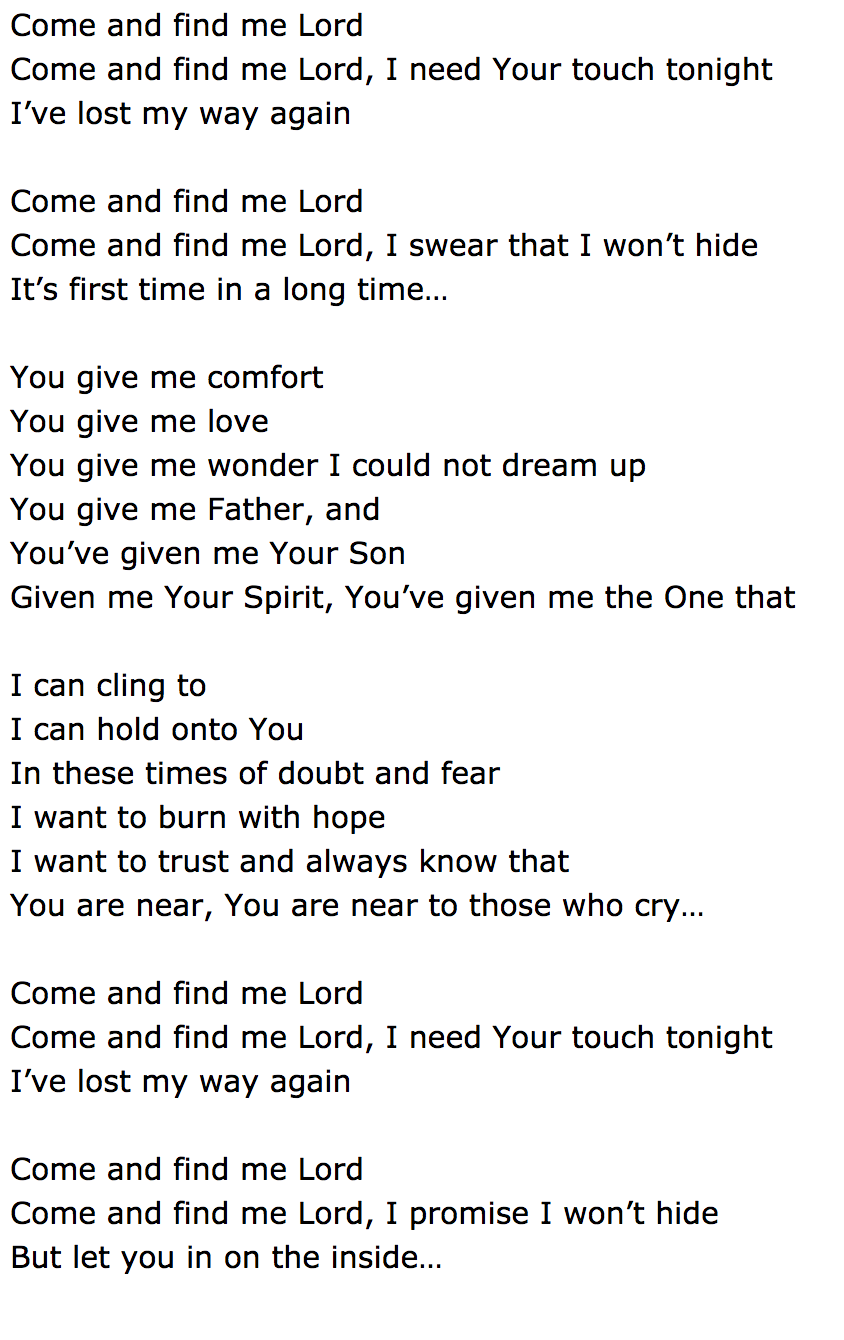 Come and find me Lord
Come and find me Lord, I need Your touch tonight
I’ve lost my way again

Come and find me Lord
Come and find me Lord, I swear that I won’t hide
It’s first time in a long time…

You give me comfort
You give me love
You give me wonder I could not dream up
You give me Father, and
You’ve given me Your Son
Given me Your Spirit, You’ve given me the One that

I can cling to
I can hold onto You
In these times of doubt and fear
I want to burn with hope
I want to trust and always know that
You are near, You are near to those who cry…

Come and find me Lord
Come and find me Lord, I need Your touch tonight
I’ve lost my way again

Come and find me Lord
Come and find me Lord, I promise I won’t hide
But let you in on the inside…